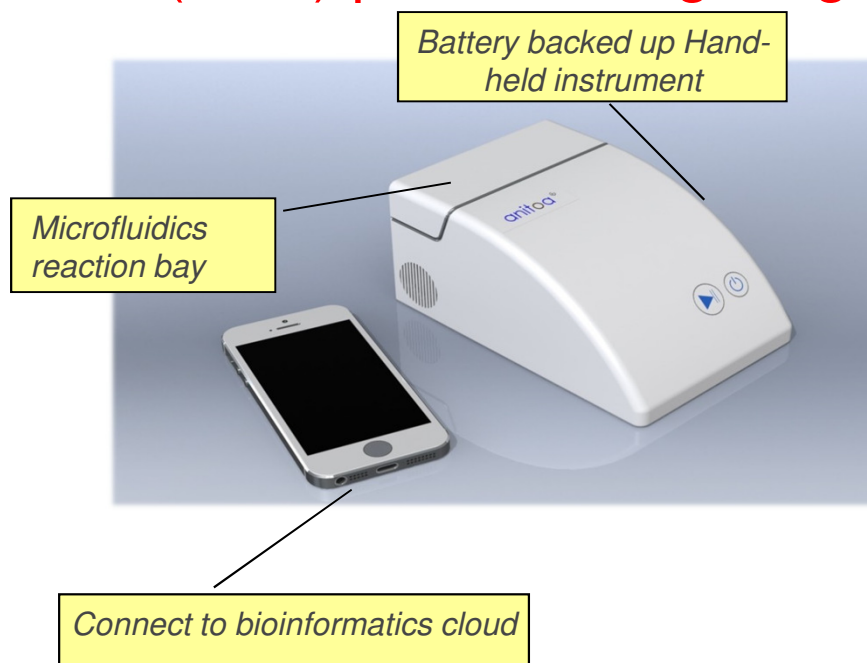 Battery backed up Hand-
held instrument
Microfluidics
reaction bay
anitoa®
Connect to bioinformatics cloud